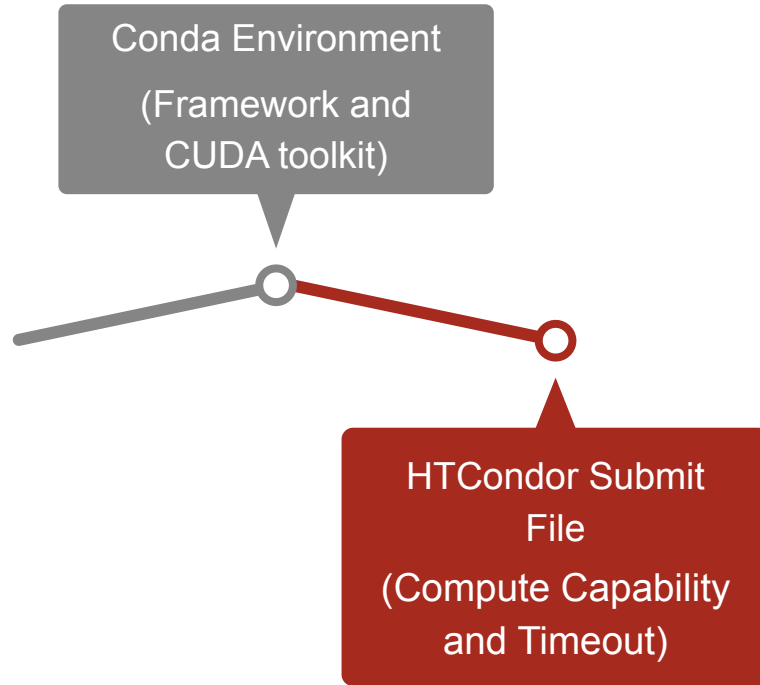 Conda Environment
(Framework and
CUDA toolkit)
HTCondor Submit
File
(Compute Capability
and Timeout)